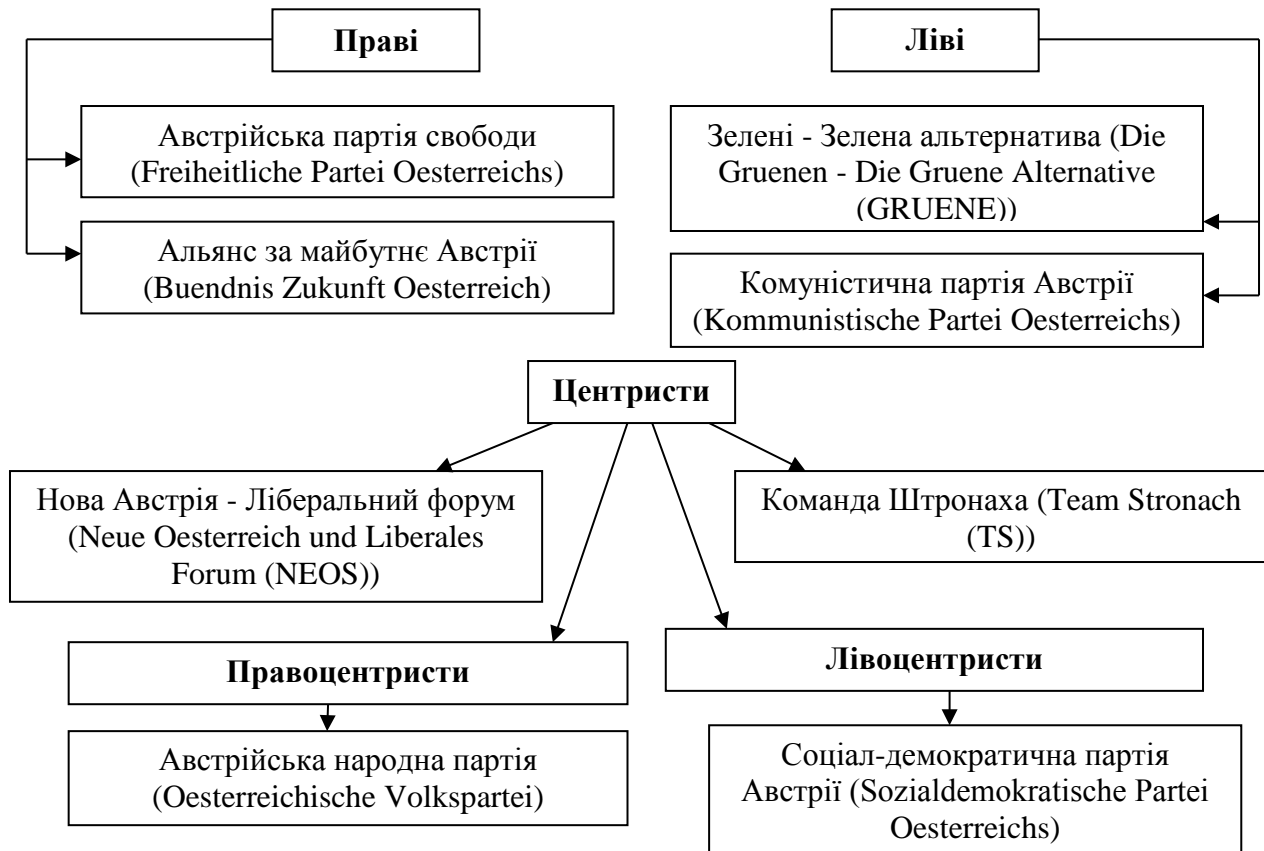 Праві
Ліві
Австрійська партія свободи
(Freiheitliche Partei Oesterreichs)
Альянс за майбутнє Австрії
(Buendnis Zukunft Oesterreich)
Зелені - Зелена альтернатива (Die
Gruenen - Die Gruene Alternative
(GRUENE))
Комуністична партія Австрії
(Kommunistische Partei Oesterreichs)
Центристи
Нова Австрія - Ліберальний форум
(Neue Oesterreich und Liberales
Forum (NEOS))
Команда Штронаха (Team Stronach
(TS))
Правоцентристи
Лівоцентристи
Австрійська народна партія
(Oesterreichische Volkspartei)
Соціал-демократична партія
Австрії (Sozialdemokratische Partei
Oesterreichs)